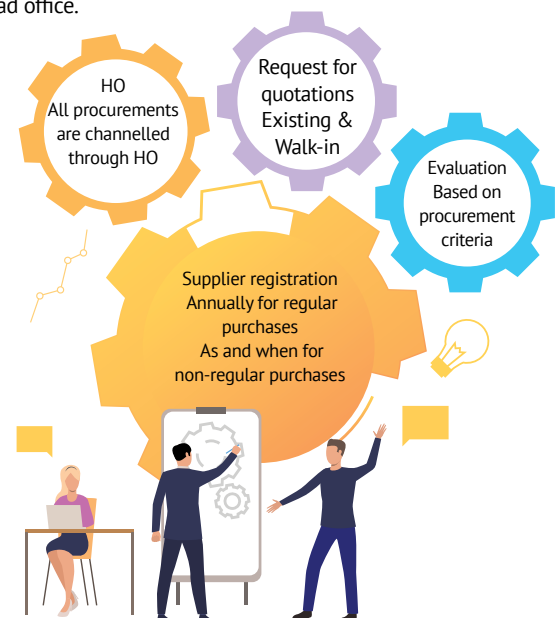 ad office.
HO
All procurements
are channelled
through HO
Request for
quotations
Existing &
Walk-in
Evaluation
Based on
procurement
criteria
Supplier registration
Annually for regular
purchases
As and when for
non-regular purchases